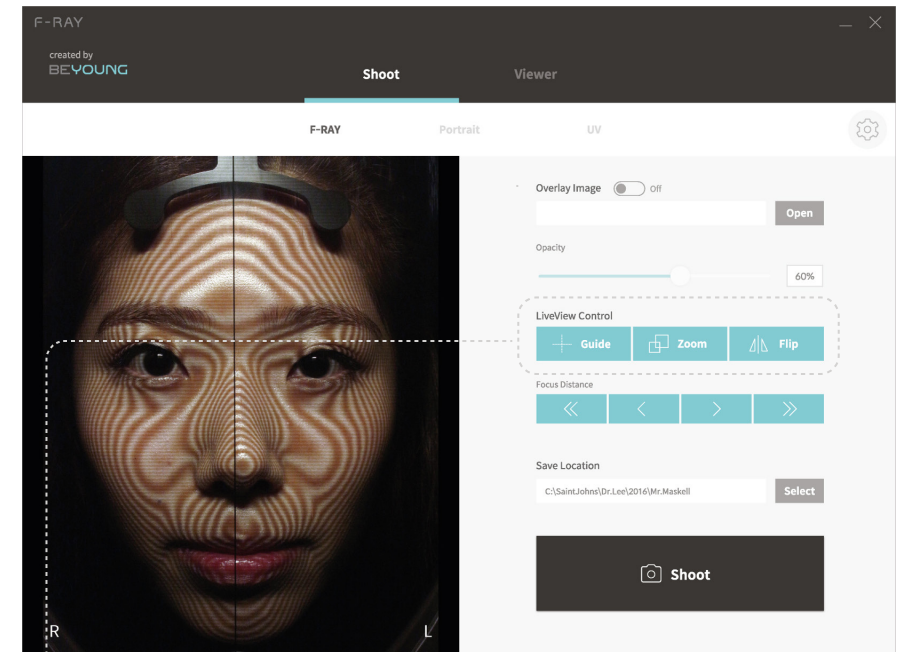 F-RAY
created by
BEYOUNG
Shoot
Viewer
F-RAY
Portrait
UV
Overlay Image
Off
Open
Opacity
60%
LiveView Control
Guide
Zoom
Flip
Focus Distance
Save Location
C:\SaintJohns\Dr.Lee\2016\Mr.Maskell
Select
Shoot
R
L